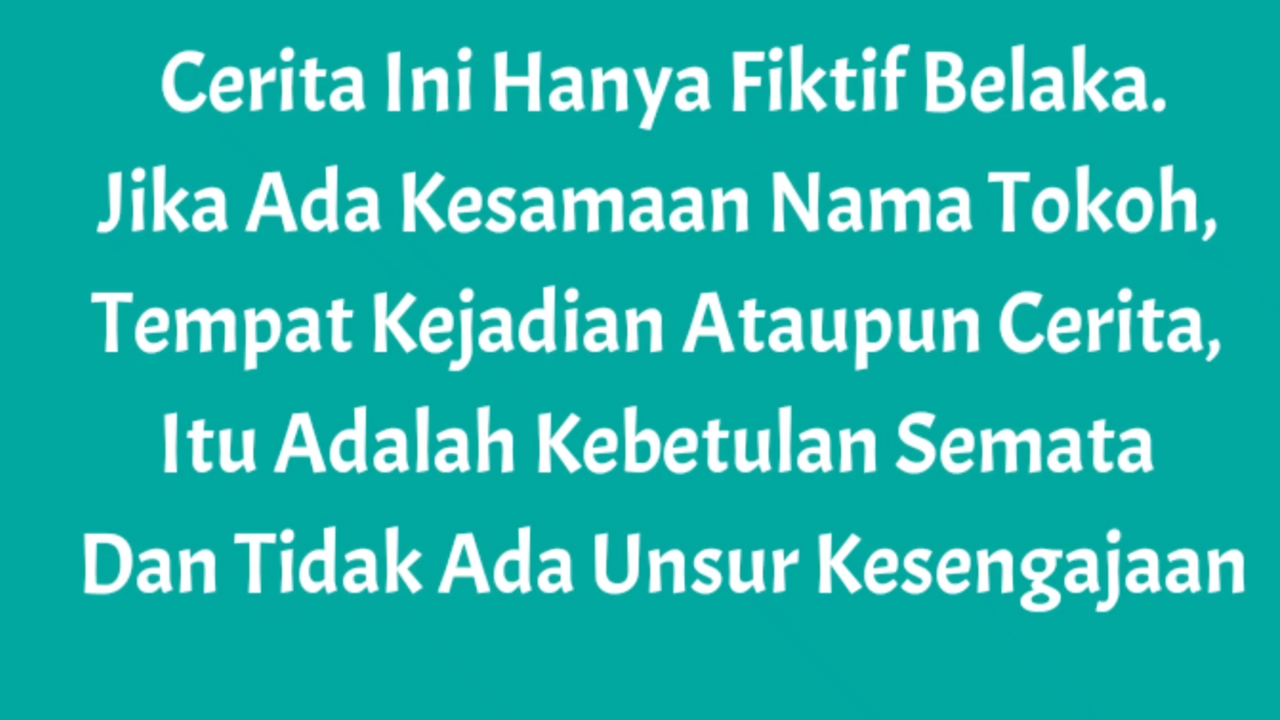 Cerita Ini Hanya Fiktif Belaka.
Jika Ada Kesamaan Nama Tokoh,
Tempat Kejadian Ataupun Cerita,
Itu Adalah Kebetulan Semata
Dan Tidak Ada Unsur Kesengajaan